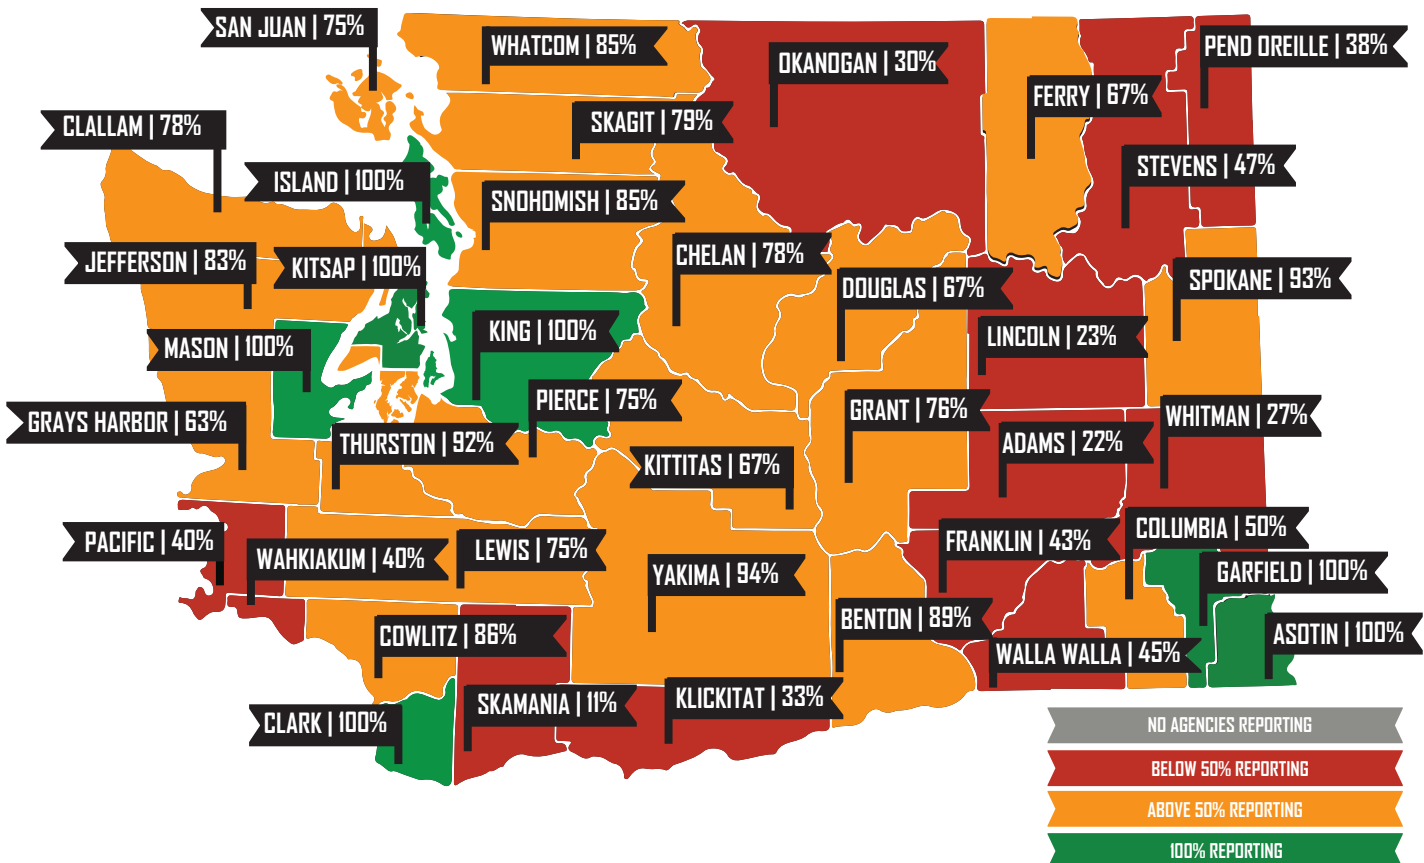 SAN JUAN | 75%
WHATCOM | 85%
OKANOGAN | 30%
PEND OREILLE | 38%
FERRY | 67%
CLALLAM | 78%
SKAGIT | 79%
STEVENS | 47%
ISLAND | 100%
SNOHOMISH | 85%
JEFFERSON | 83%
KITSAP | 100%
CHELAN | 78%
DOUGLAS | 67%
SPOKANE | 93%
MASON | 100%
KING | 100%
LINCOLN | 23%
GRAYS HARBOR | 63%
PIERCE | 75%
GRANT | 76%
WHITMAN | 27%
THURSTON | 92%
ADAMS | 22%
KITTITAS | 67%
PACIFIC | 40%
WAHKIAKUM | 40%
LEWIS | 75%
FRANKLIN | 43%
COLUMBIA | 50%
YAKIMA | 94%
GARFIELD | 100%
COWLITZ | 86%
BENTON | 89%
ASOTIN | 100%
WALLA WALLA | 45%
CLARK | 100%
SKAMANIA | 11%
KLICKITAT | 33%
NO AGENCIES REPORTING
BELOW 50% REPORTING
ABOVE 50% REPORTING
100% REPORTING